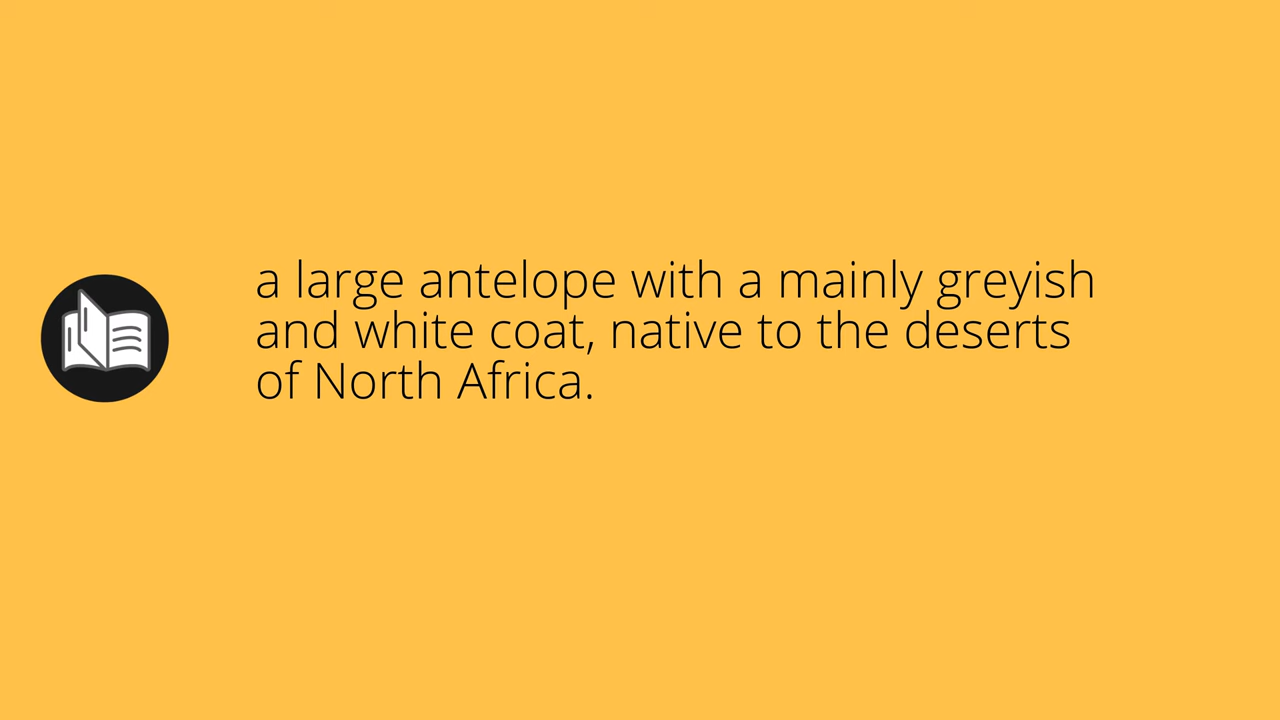 a large antelope with a mainly greyish
and white coat, native to the deserts
of North Africa.